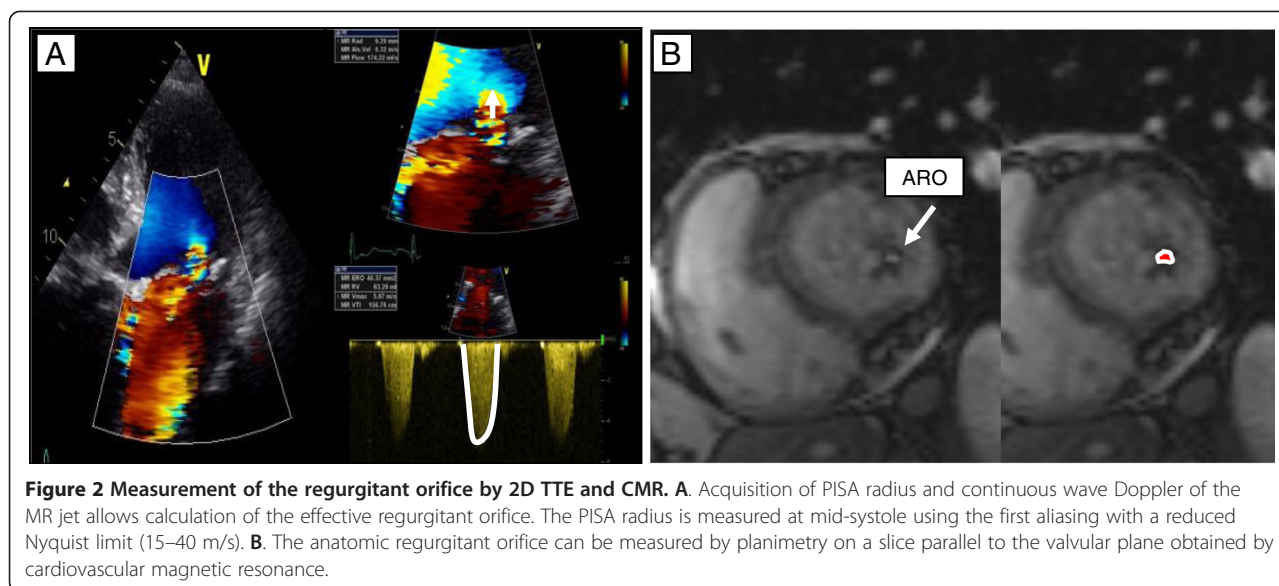 A
V
5
10
MR Rad 9.29 mm
MR Als.Vel 0.32 m/s
MR Flow 174.22 ml/s
V
MR ERO 46.37 mm2
MR RV 63.29 ml
MR Vmax 5.07 m/s
MR VTI 156.76 cm
V
B
ARO
Figure 2 Measurement of the regurgitant orifice by 2D TTE and CMR. A. Acquisition of PISA radius and continuous wave Doppler of the
MR jet allows calculation of the effective regurgitant orifice. The PISA radius is measured at mid-systole using the first aliasing with a reduced
Nyquist limit (15–40 m/s). B. The anatomic regurgitant orifice can be measured by planimetry on a slice parallel to the valvular plane obtained by
cardiovascular magnetic resonance.